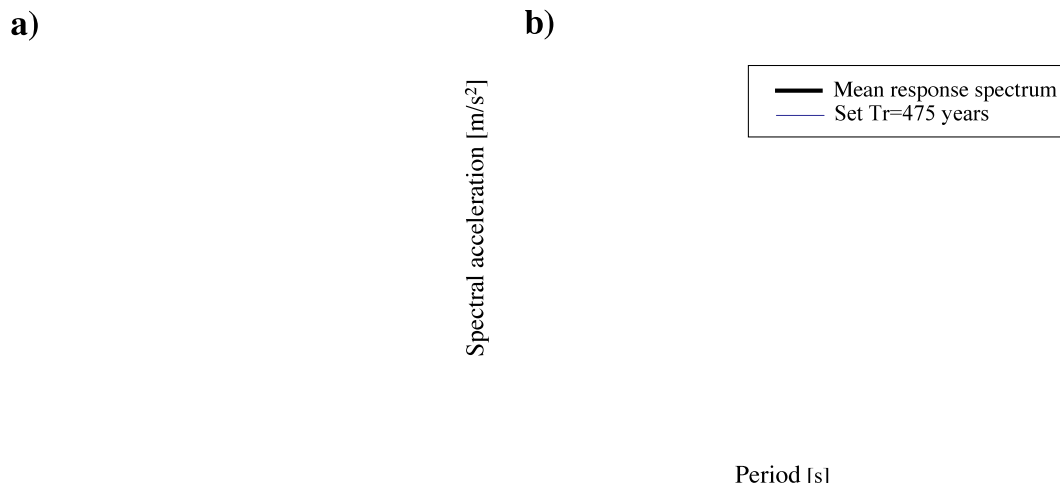 a)
b)
Spectral acceleration [m/s²]
Mean response spectrum
Set Tr=475 years
Period [s]